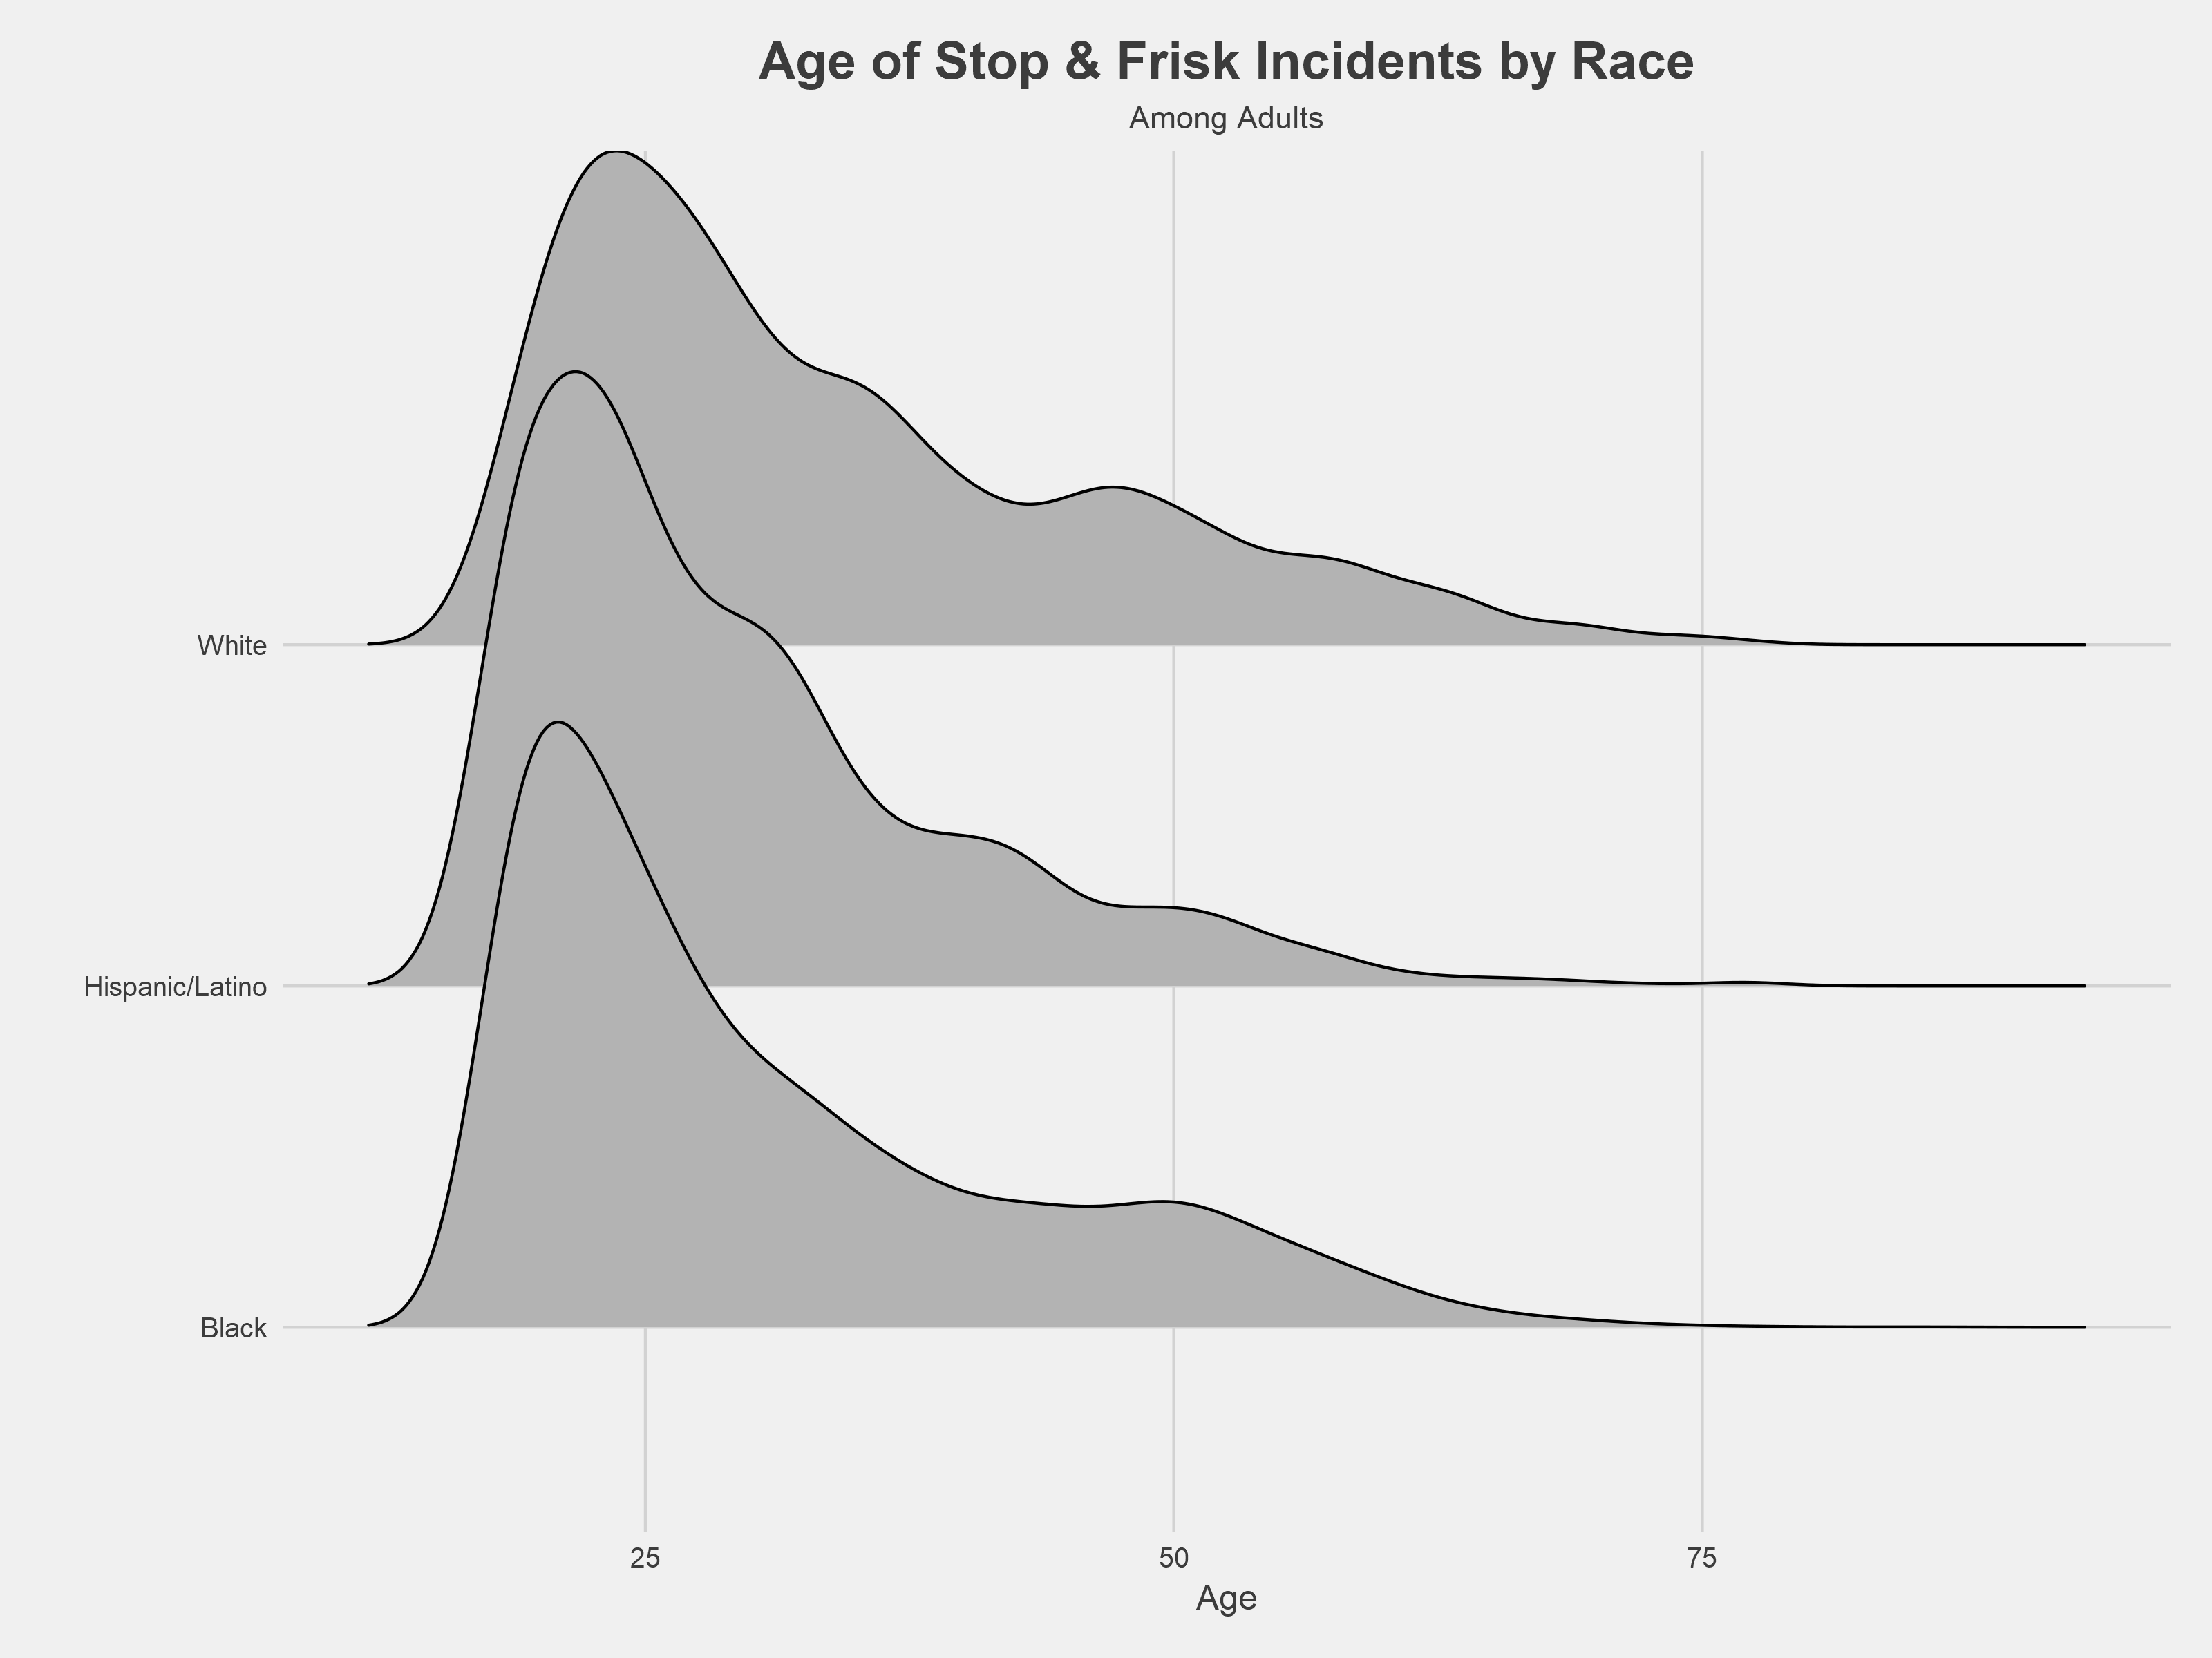 Age of Stop & Frisk Incidents by Race
Among Adults
White
Hispanic/Latino
Black
25
50
75
Age